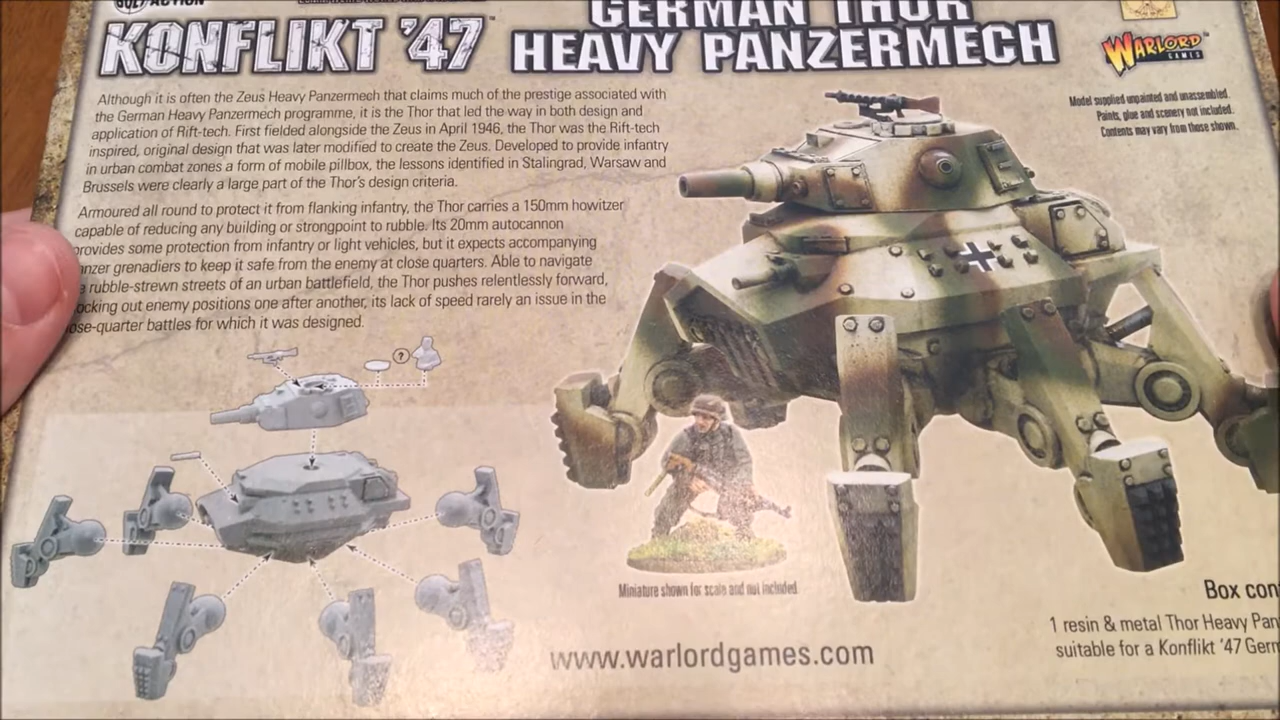 BOLT ACTION
KONFLIKT '47™
GERMAN THOR
HEAVY PANZERMECH
WARLORD™
GAMES
Although it is often the Zeus Heavy Panzermech that claims much of the prestige associated with
the German Heavy Panzermech programme, it is the Thor that led the way in both design and
application of Rift-tech. First fielded alongside the Zeus in April 1946, the Thor was the Rift-tech
inspired, original design that was later modified to create the Zeus. Developed to provide infantry
in urban combat zones a form of mobile pillbox, the lessons identified in Stalingrad, Warsaw and
Brussels were clearly a large part of the Thor's design criteria.
Armoured all round to protect it from flanking infantry, the Thor carries a 150mm howitzer
capable of reducing any building or strongpoint to rubble. Its 20mm autocannon
provides some protection from infantry or light vehicles, but it expects accompanying
anzer grenadiers to keep it safe from the enemy at close quarters. Able to navigate
rubble-strewn streets of an urban battlefield, the Thor pushes relentlessly forward,
ocking out enemy positions one after another, its lack of speed rarely an issue in the
ose-quarter battles for which it was designed.
Model supplied unpainted and unassembled.
Paints, glue and scenery not included.
Contents may vary from those shown.
?
Miniature shown for scale and not included.
www.warlordgames.com
Box con
1 resin & metal Thor Heavy Pan
suitable for a Konflikt '47 Germ